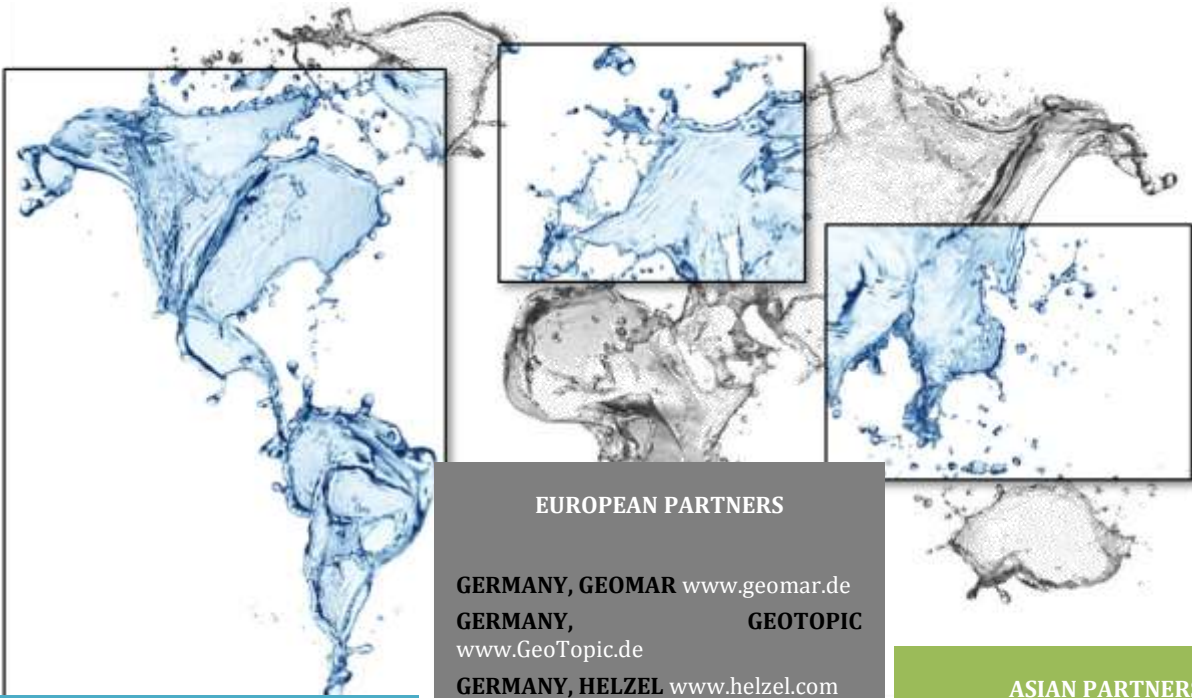 EUROPEAN PARTNERS
GERMANY, GEOMAR www.geomar.de
GERMANY, GEOTOPIC
www.GeoTopic.de
GERMANY, HELZEL www.helzel.com
ASIAN PARTNER